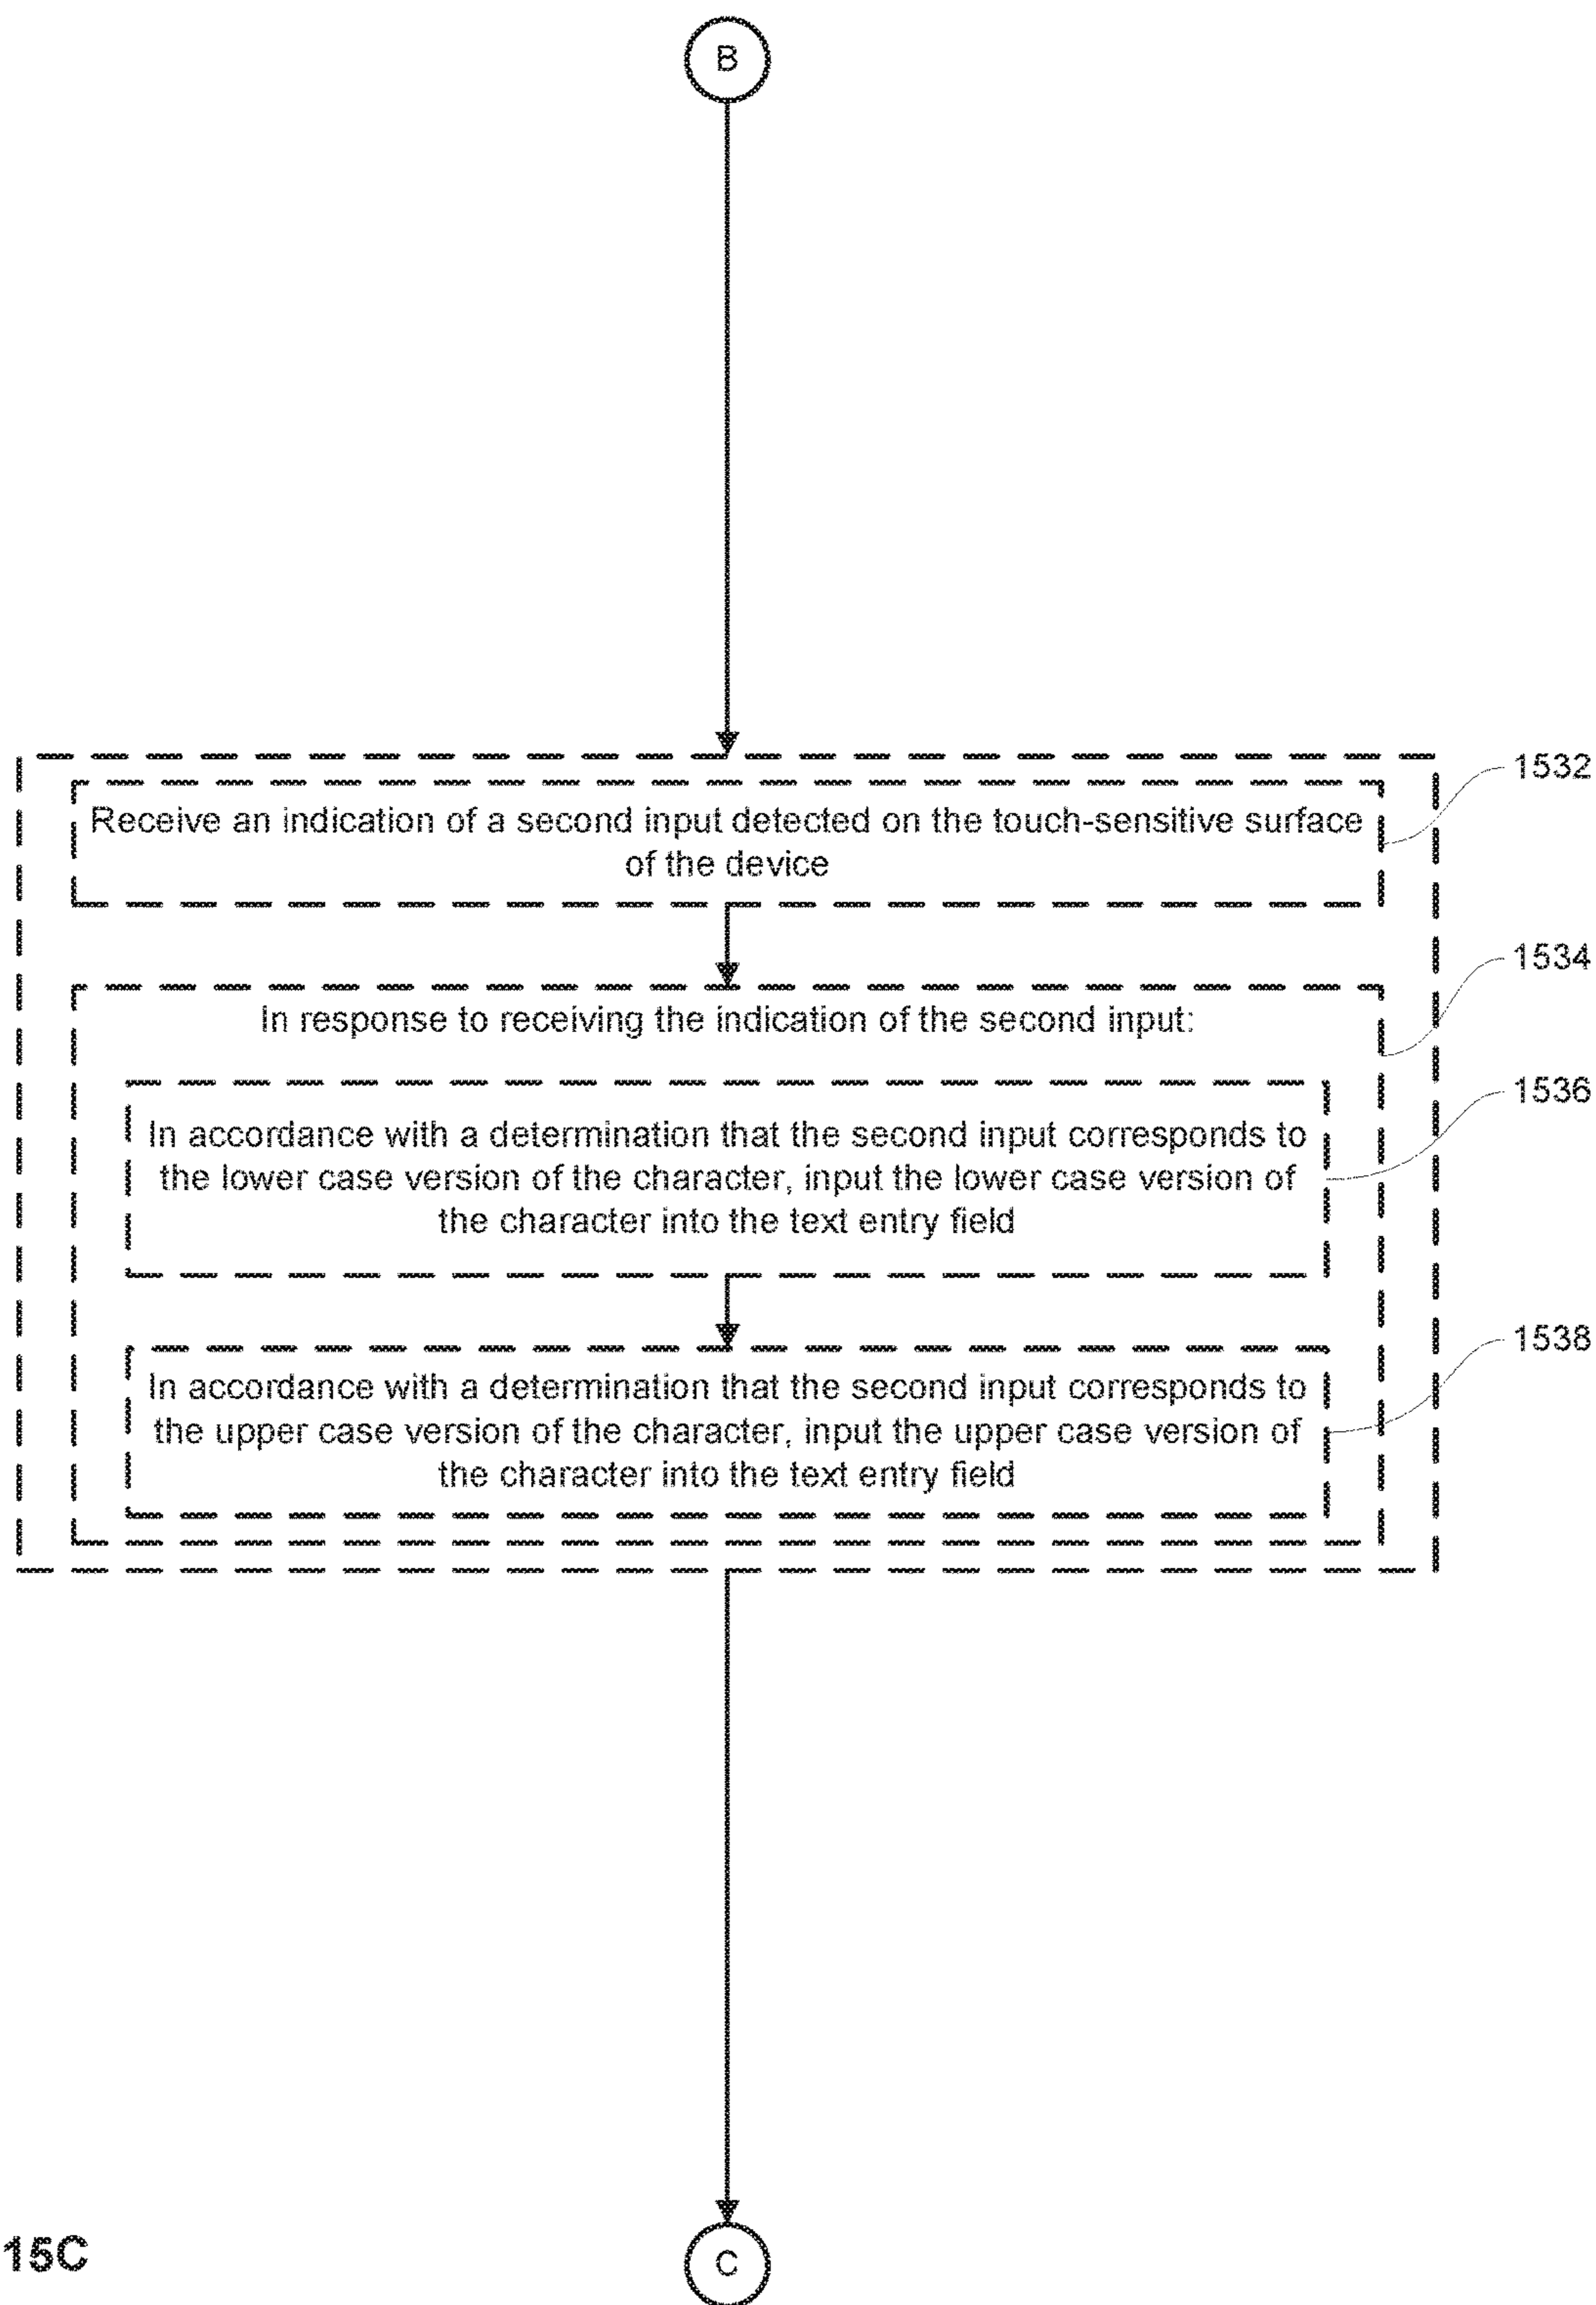 B
1532
Receive an indication of a second input detected on the touch-sensitive surface
of the device
1534
In response to receiving the indication of the second input:
1536
In accordance with a determination that the second input corresponds to
the lower case version of the character, input the lower case version of
the character into the text entry field
1538
In accordance with a determination that the second input corresponds to
the upper case version of the character, input the upper case version of
the character into the text entry field
15C
C